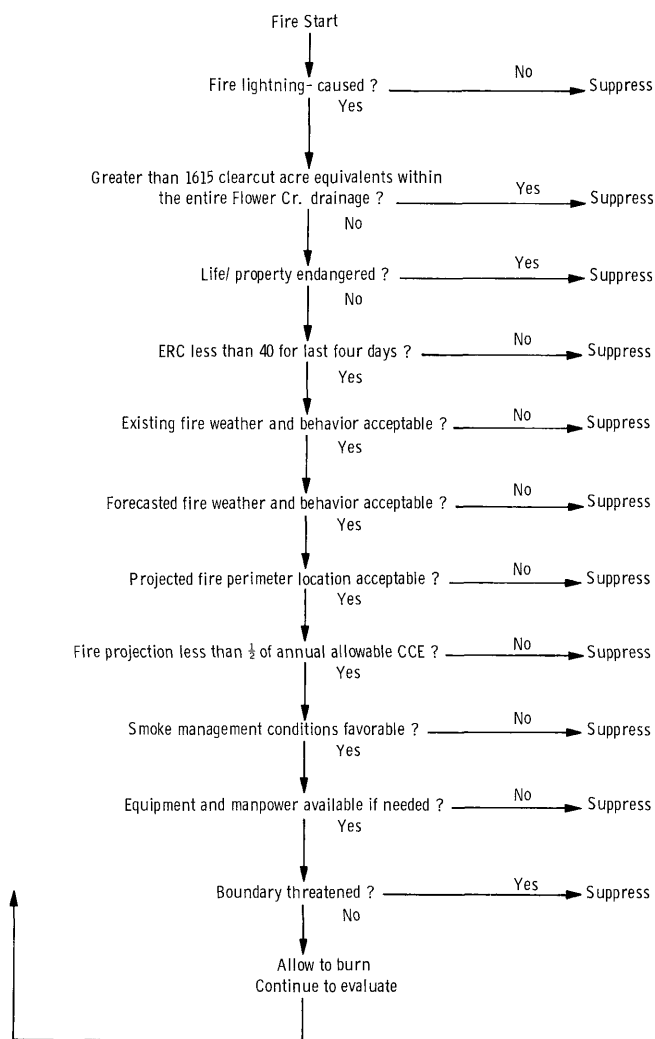 Fire Start
Fire lightning- caused ?
No
Suppress
Yes
Greater than 1615 clearcut acre equivalents within
the entire Flower Cr. drainage ?
Yes
Suppress
No
Life/ property endangered ?
Yes
Suppress
No
ERC less than 40 for last four days ?
No
Suppress
Yes
Existing fire weather and behavior acceptable ?
No
Suppress
Yes
Forecasted fire weather and behavior acceptable ?
No
Suppress
Yes
Projected fire perimeter location acceptable ?
No
Suppress
Yes
Fire projection less than ½ of annual allowable CCE ?
No
Suppress
Yes
Smoke management conditions favorable ?
No
Suppress
Yes
Equipment and manpower available if needed ?
No
Suppress
Yes
Boundary threatened ?
Yes
Suppress
No
Allow to burn
Continue to evaluate